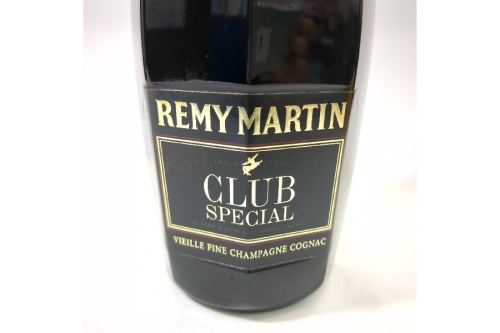 REMY MARTIN
CLUB
SPECIAL
VIEILLE FINE CHAMPAGNE COGNAC